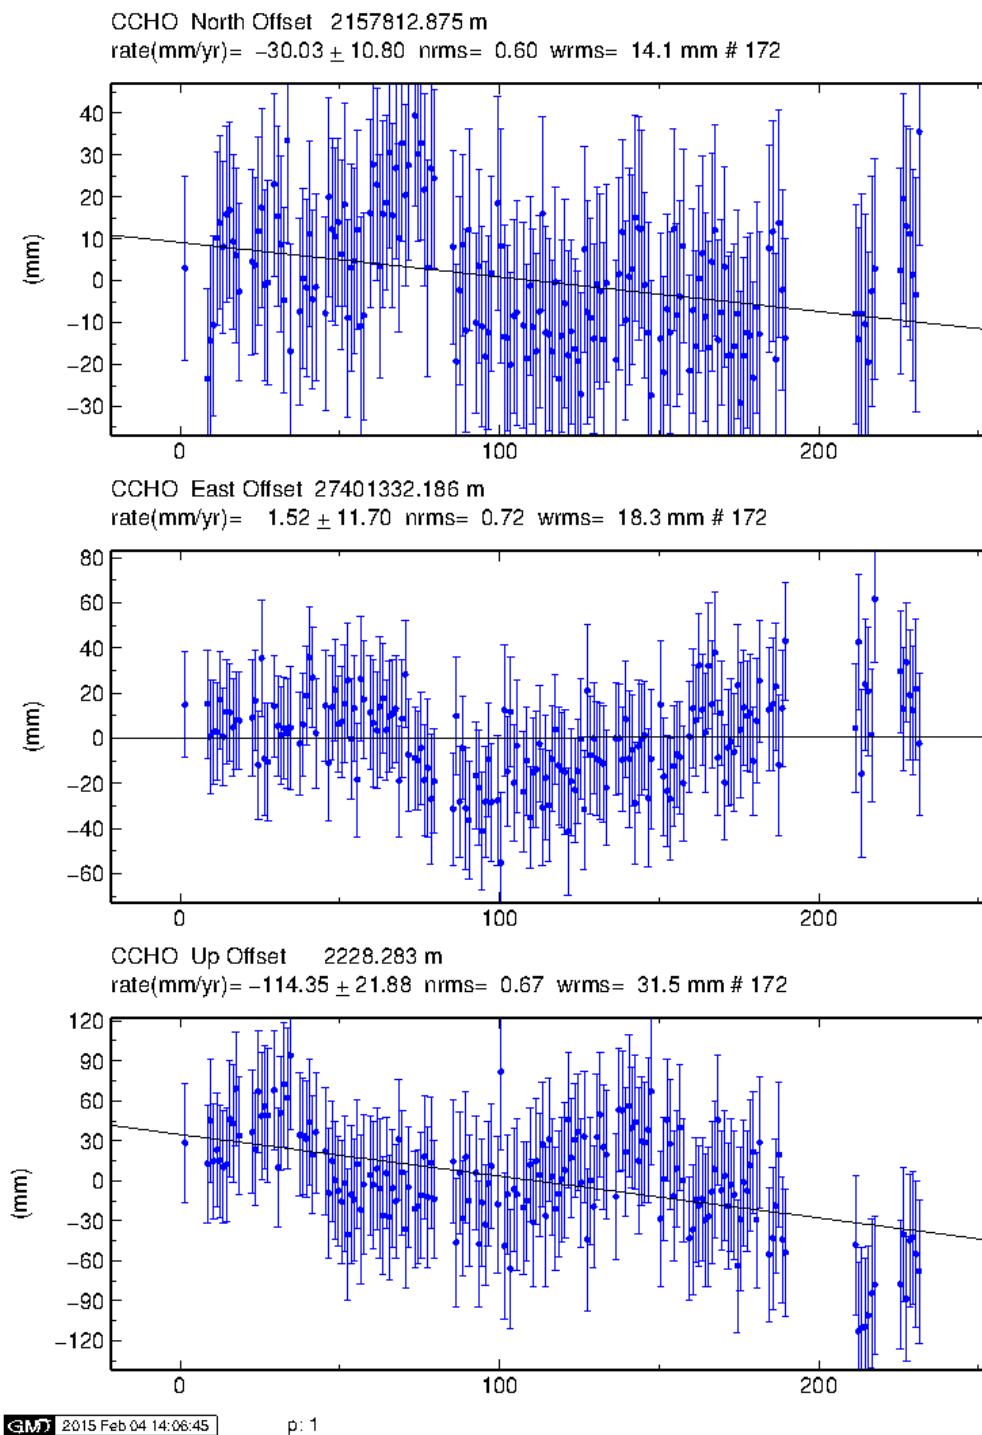 CCHO North Offset 2157812.875 m
rate(mm/yr)= −30.03 ± 10.80 nrms= 0.60 wrms= 14.1 mm # 172
40
30
20
10
0
−10
−20
−30
(mm)
0 100 200
CCHO East Offset 27401332.186 m
rate(mm/yr)= 1.52 ± 11.70 nrms= 0.72 wrms= 18.3 mm # 172
80
60
40
20
0
−20
−40
−60
(mm)
0 100 200
CCHO Up Offset 2228.283 m
rate(mm/yr)= −114.35 ± 21.88 nrms= 0.67 wrms= 31.5 mm # 172
120
90
60
30
0
−30
−60
−90
−120
(mm)
0 100 200
GMT 2015 Feb 04 14:06:45 p: 1